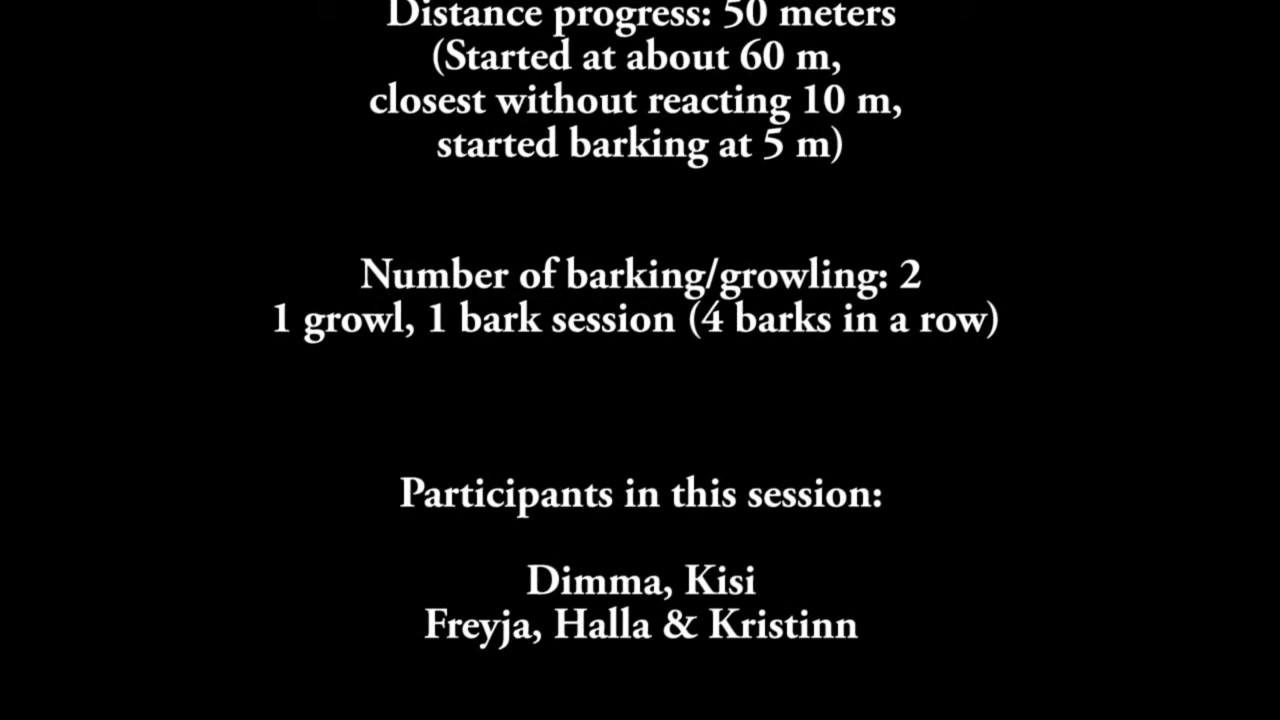 Distance progress: 50 meters
(Started at about 60 m,
closest without reacting 10 m,
started barking at 5 m)
Number of barking/growling: 2
1 growl, 1 bark session (4 barks in a row)
Participants in this session:
Dimma, Kisi
Freyja, Halla & Kristinn